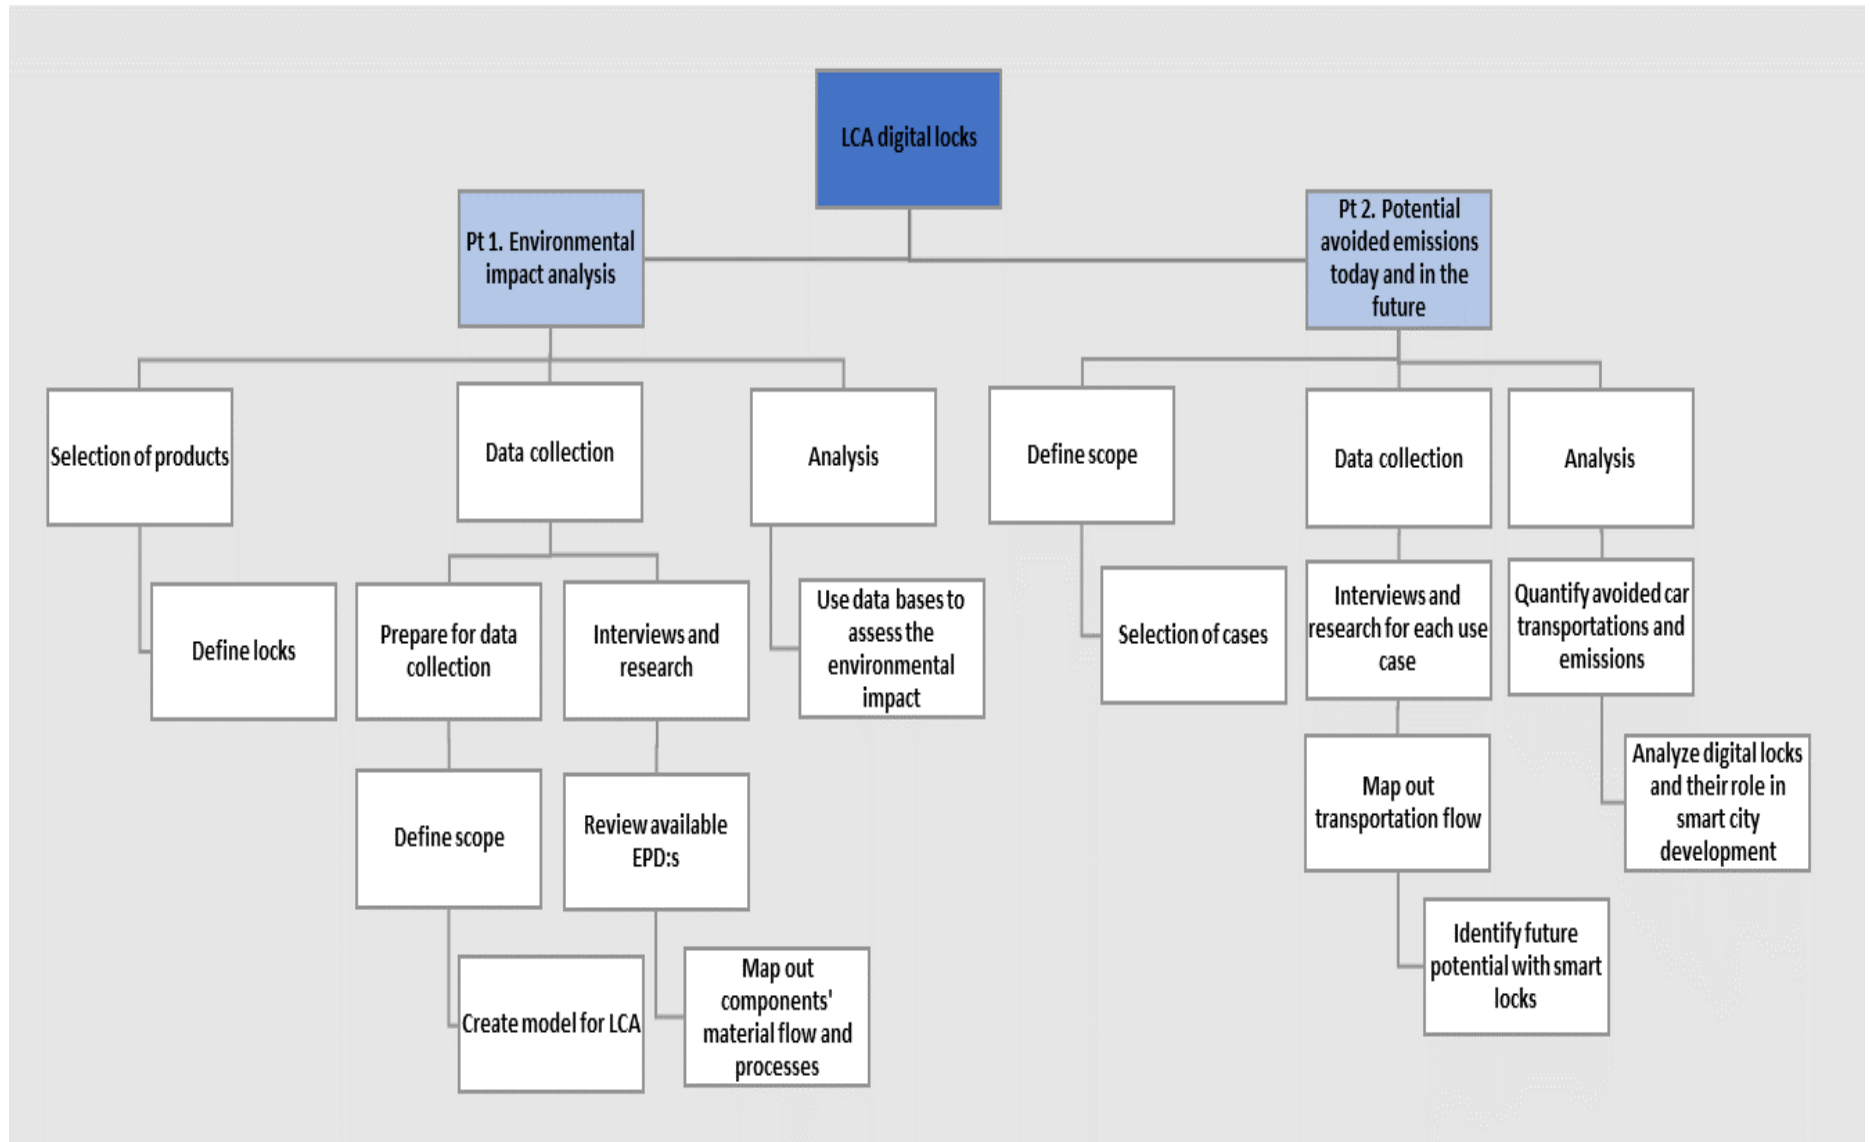 LCA digital locks
Pt 1. Environmental
impact analysis
Pt 2. Potential
avoided emissions
today and in the
future
Selection of products
Data collection
Analysis
Define scope
Data collection
Analysis
Define locks
Prepare for data
collection
Interviews and
research
Use data bases to
assess the
environmental
impact
Selection of cases
Interviews and
research for each use
case
Quantify avoided car
transportations and
emissions
Define scope
Review available
EPD:s
Map out
transportation flow
Analyze digital locks
and their role in
smart city
development
Create model for LCA
Map out
components'
material flow and
processes
Identify future
potential with smart
locks